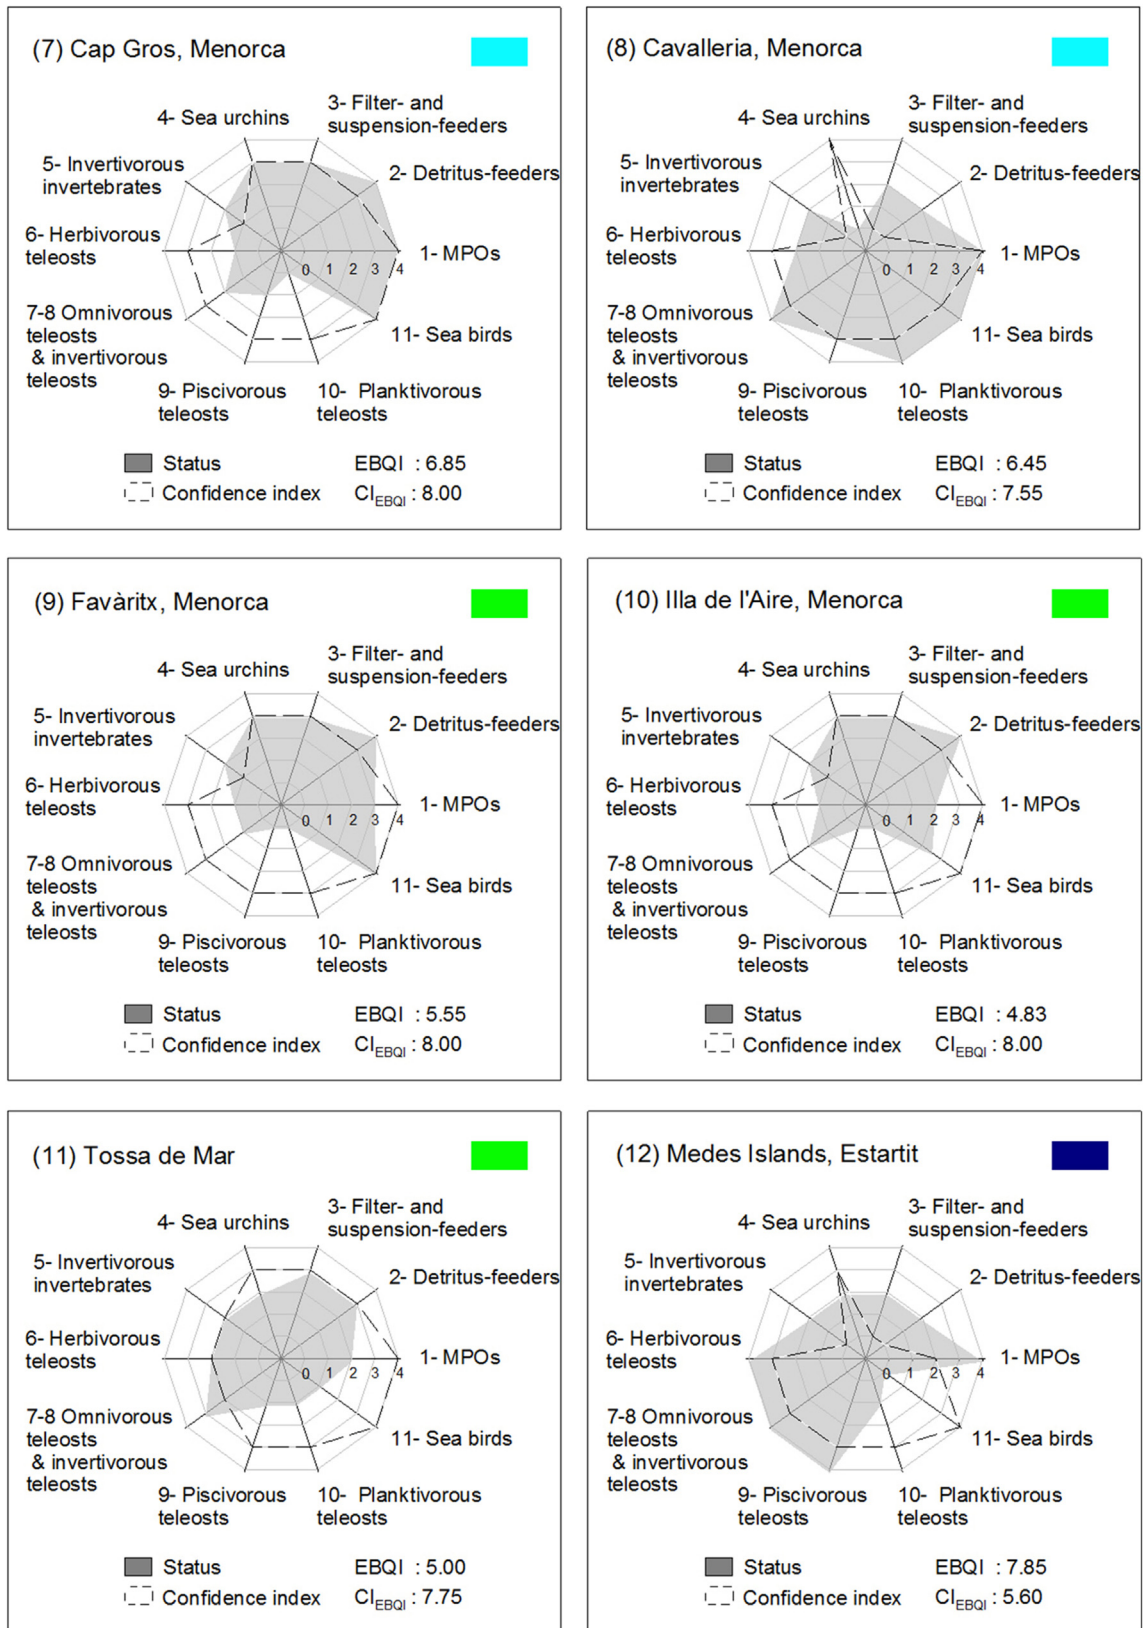 (7) Cap Gros, Menorca
3- Filter- and
suspension-feeders
4- Sea urchins
2- Detritus-feeders
5- Invertivorous
invertebrates
6- Herbivorous
teleosts
1- MPOs
0 1 2 3 4
7-8 Omnivorous
teleosts
& invertivorous
teleosts
11- Sea birds
9- Piscivorous
teleosts
10- Planktivorous
teleosts
Status
EBQI : 6.85
Confidence index
CI_EBQI : 8.00
(8) Cavalleria, Menorca
3- Filter- and
suspension-feeders
4- Sea urchins
2- Detritus-feeders
5- Invertivorous
invertebrates
6- Herbivorous
teleosts
1- MPOs
0 1 2 3 4
7-8 Omnivorous
teleosts
& invertivorous
teleosts
11- Sea birds
9- Piscivorous
teleosts
10- Planktivorous
teleosts
Status
EBQI : 6.45
Confidence index
CI_EBQI : 7.55
(9) Favàritx, Menorca
3- Filter- and
suspension-feeders
4- Sea urchins
2- Detritus-feeders
5- Invertivorous
invertebrates
6- Herbivorous
teleosts
1- MPOs
0 1 2 3 4
7-8 Omnivorous
teleosts
& invertivorous
teleosts
11- Sea birds
9- Piscivorous
teleosts
10- Planktivorous
teleosts
Status
EBQI : 5.55
Confidence index
CI_EBQI : 8.00
(10) Illa de l'Aire, Menorca
3- Filter- and
suspension-feeders
4- Sea urchins
2- Detritus-feeders
5- Invertivorous
invertebrates
6- Herbivorous
teleosts
1- MPOs
0 1 2 3 4
7-8 Omnivorous
teleosts
& invertivorous
teleosts
11- Sea birds
9- Piscivorous
teleosts
10- Planktivorous
teleosts
Status
EBQI : 4.83
Confidence index
CI_EBQI : 8.00
(11) Tossa de Mar
3- Filter- and
suspension-feeders
4- Sea urchins
2- Detritus-feeders
5- Invertivorous
invertebrates
6- Herbivorous
teleosts
1- MPOs
0 1 2 3 4
7-8 Omnivorous
teleosts
& invertivorous
teleosts
11- Sea birds
9- Piscivorous
teleosts
10- Planktivorous
teleosts
Status
EBQI : 5.00
Confidence index
CI_EBQI : 7.75
(12) Medes Islands, Estartit
3- Filter- and
suspension-feeders
4- Sea urchins
2- Detritus-feeders
5- Invertivorous
invertebrates
6- Herbivorous
teleosts
1- MPOs
0 1 2 3 4
7-8 Omnivorous
teleosts
& invertivorous
teleosts
11- Sea birds
9- Piscivorous
teleosts
10- Planktivorous
teleosts
Status
EBQI : 7.85
Confidence index
CI_EBQI : 5.60